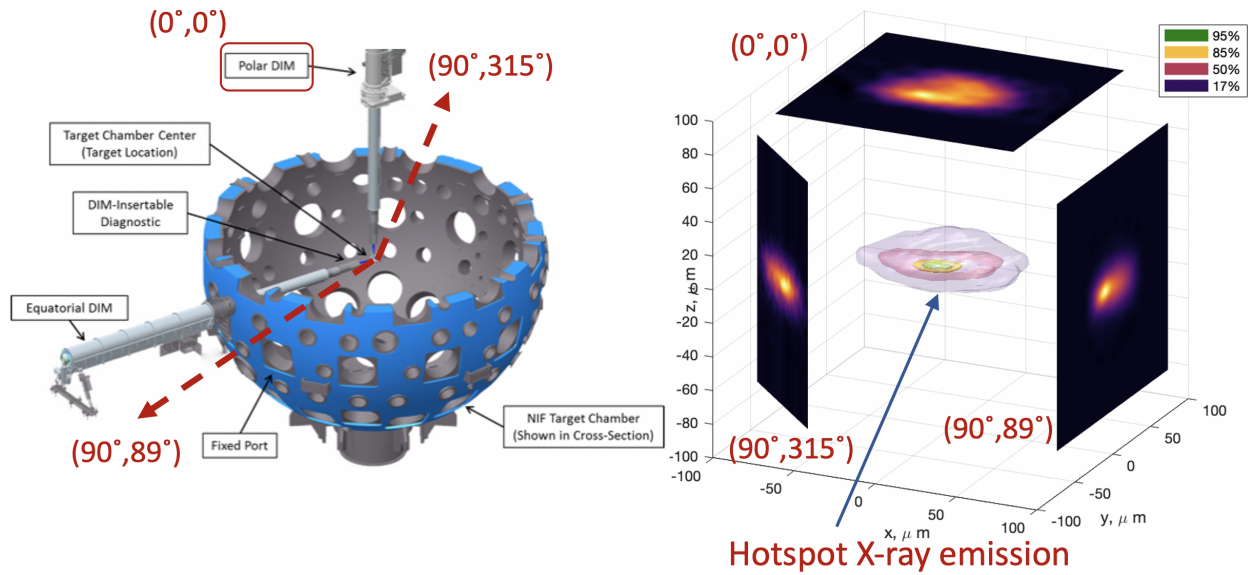 (0˚,0˚)
Polar DIM
(90˚,315˚)
Target Chamber Center
(Target Location)
DIM-Insertable
Diagnostic
Equatorial DIM
(90˚,89˚)
Fixed Port
NIF Target Chamber
(Shown in Cross-Section)
(0˚,0˚)
95%
85%
50%
17%
100
80
60
40
20
0
-20
-40
-60
-80
-100
z, μ m
(90˚,315˚)
(90˚,89˚)
-100
-50
0
50
100
x, μ m
-100
-50
0
50
100
y, μ m
Hotspot X-ray emission